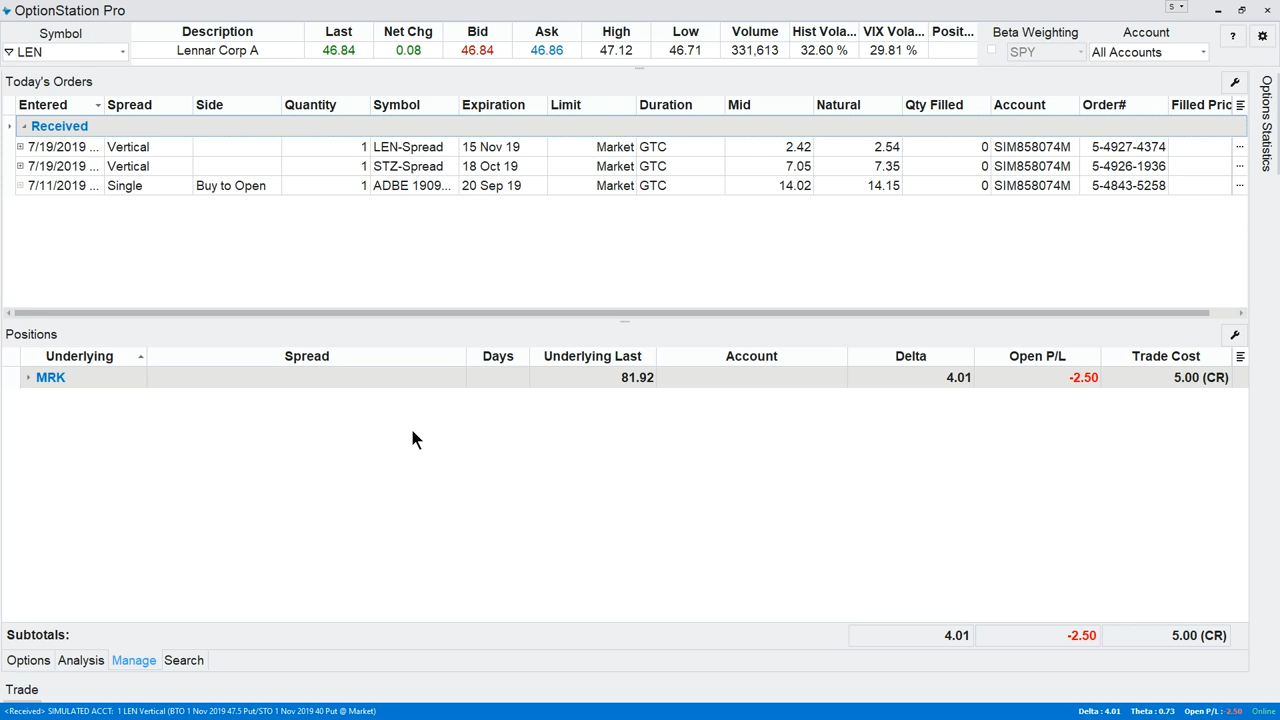 OptionStation Pro
S
Symbol Description Last Net Chg Bid Ask High Low Volume Hist Vola... VIX Vola... Posit... Beta Weighting Account
LEN Lennar Corp A 46.84 0.08 46.84 46.86 47.12 46.71 331,613 32.60 % 29.81 % SPY All Accounts ?
Today's Orders
Entered Spread Side Quantity Symbol Expiration Limit Duration Mid Natural Qty Filled Account Order# Filled Pric
Received
7/19/2019 ... Vertical 1 LEN-Spread 15 Nov 19 Market GTC 2.42 2.54 0 SIM858074M 5-4927-4374 ...
7/19/2019 ... Vertical 1 STZ-Spread 18 Oct 19 Market GTC 7.05 7.35 0 SIM858074M 5-4926-1936 ...
7/11/2019 ... Single Buy to Open 1 ADBE 1909... 20 Sep 19 Market GTC 14.02 14.15 0 SIM858074M 5-4843-5258 ...
Options Statistics
Positions
Underlying Spread Days Underlying Last Account Delta Open P/L Trade Cost
MRK 81.92 4.01 -2.50 5.00 (CR)
Subtotals: 4.01 -2.50 5.00 (CR)
Options Analysis Manage Search
Trade
<Received> SIMULATED ACCT: 1 LEN Vertical (BTO 1 Nov 2019 47.5 Put/STO 1 Nov 2019 40 Put @ Market) Delta : 4.01 Theta : 0.73 Open P/L : -2.50 Online